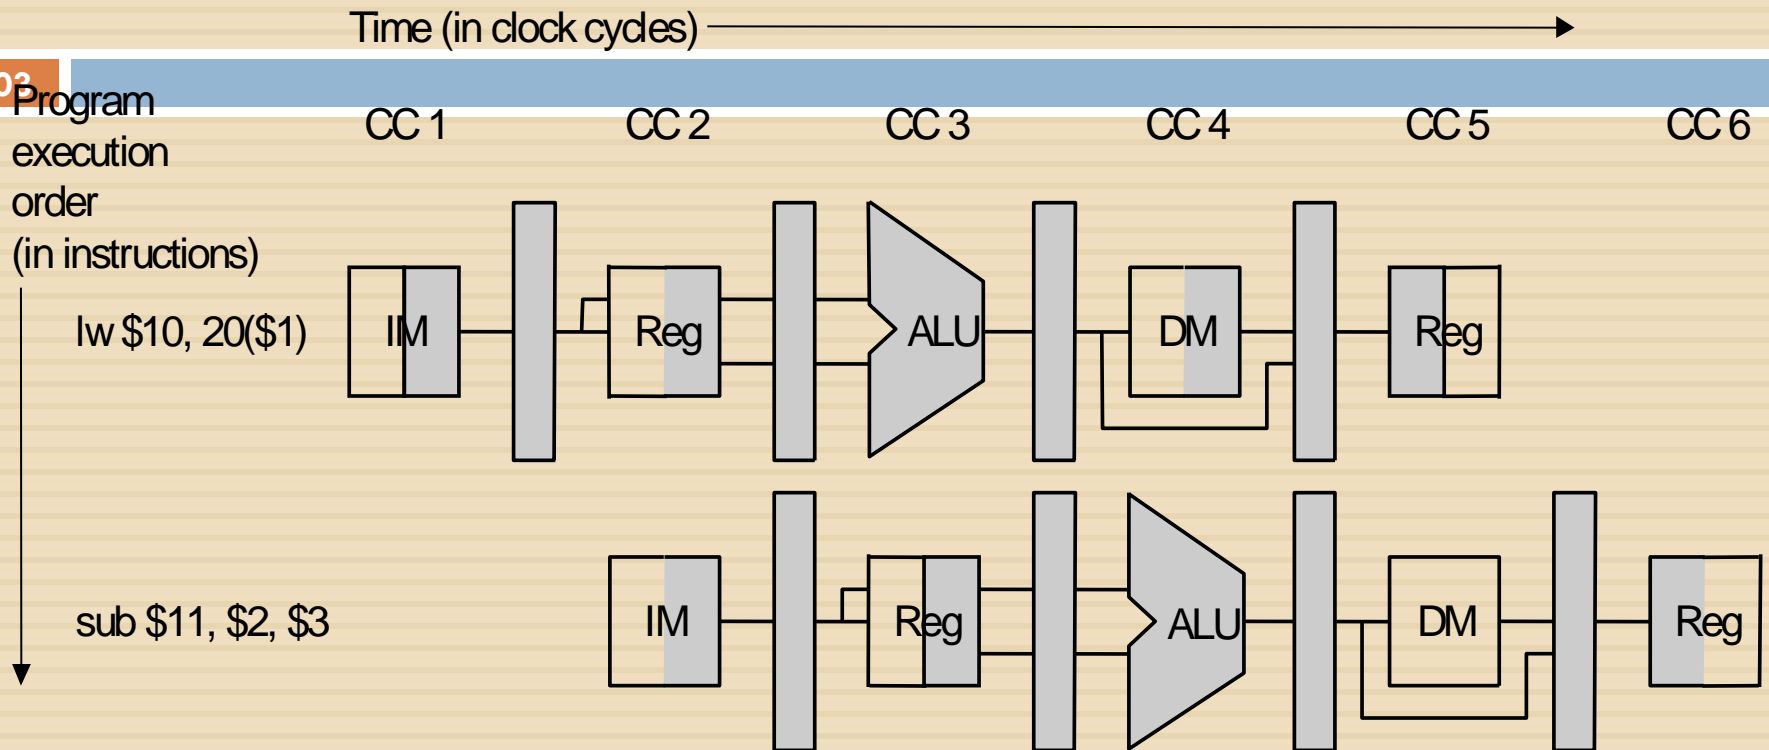 Time (in clock cycles)
03
Program
execution
order
(in instructions)
CC 1
CC 2
CC 3
CC 4
CC 5
CC 6
lw $10, 20($1)
IM
Reg
ALU
DM
Reg
sub $11, $2, $3
IM
Reg
ALU
DM
Reg